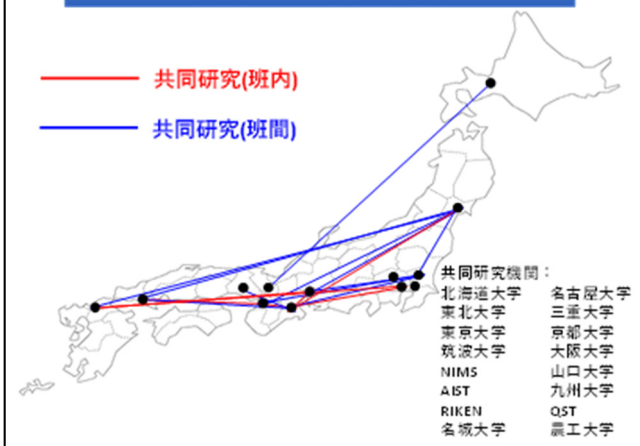 共同研究(班内)
共同研究(班間)
共同研究機関：
北海道大学 名古屋大学
東北大学 三重大学
東京大学 京都大学
筑波大学 大阪大学
NIMS 山口大学
AIST 九州大学
RIKEN QST
名城大学 農工大学